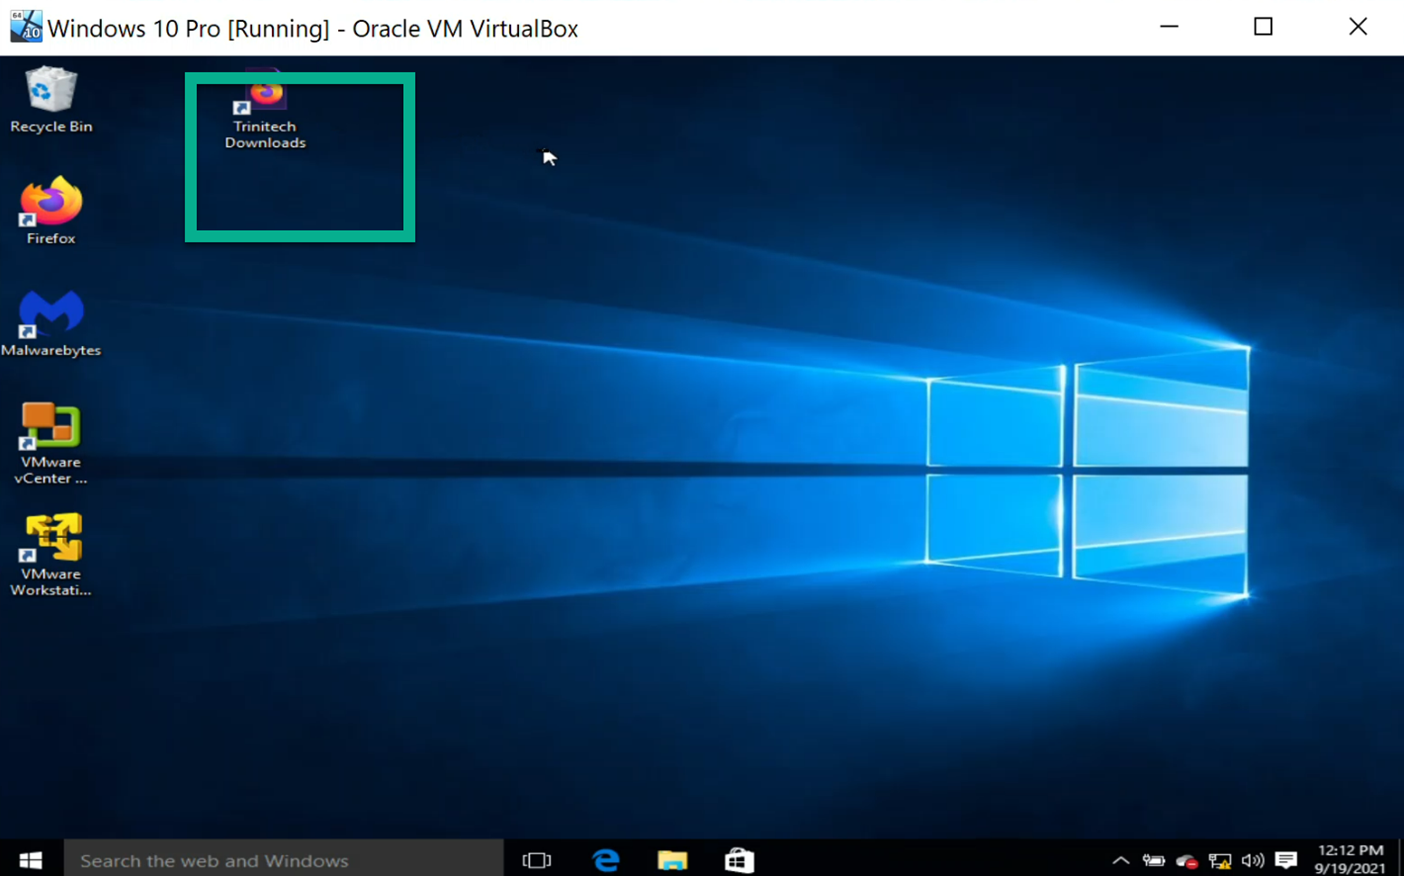 Windows 10 Pro [Running] - Oracle VM VirtualBox
Recycle Bin
Trinitech
Downloads
Firefox
Malwarebytes
VMware
vCenter ...
VMware
Workstati...
Search the web and Windows
12:12 PM
9/19/2021